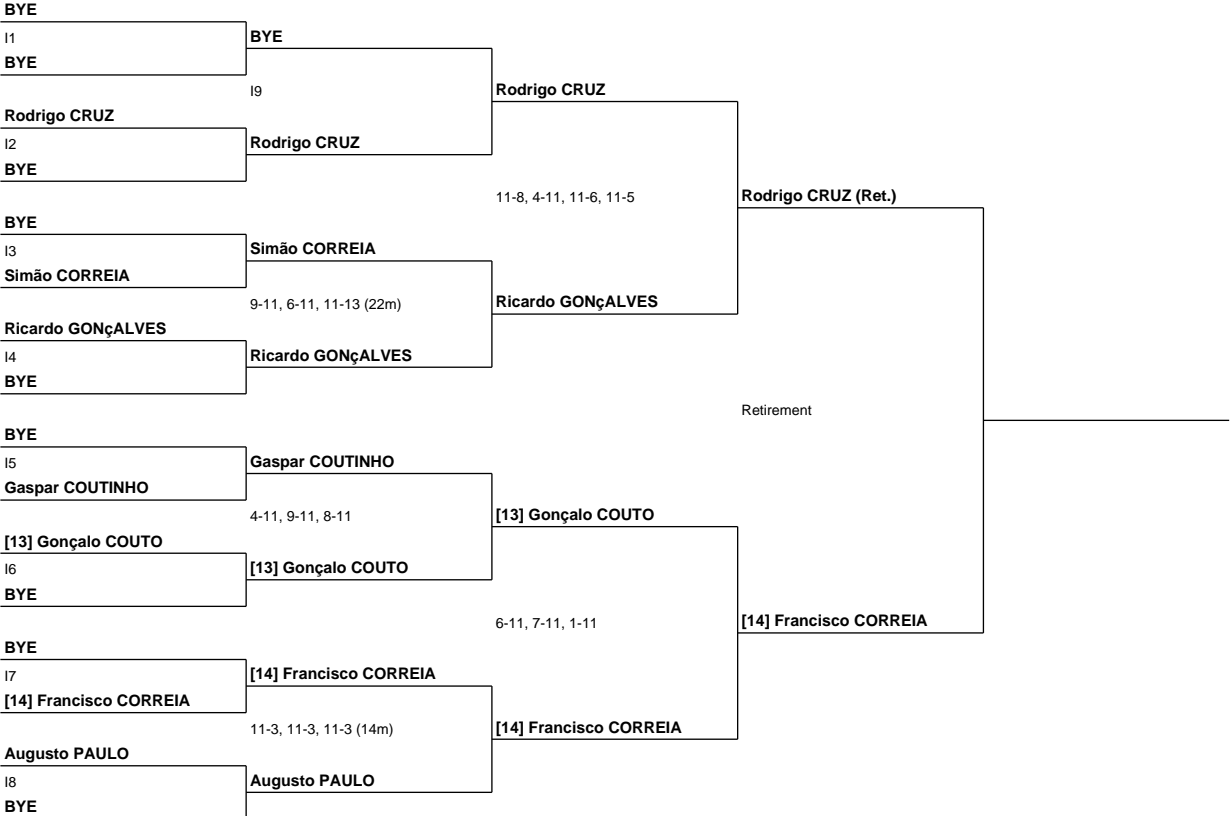 BYE
I1
BYE
BYE
I9
Rodrigo CRUZ
Rodrigo CRUZ
I2
Rodrigo CRUZ
BYE
11-8, 4-11, 11-6, 11-5
Rodrigo CRUZ (Ret.)
BYE
I3
Simão CORREIA
Simão CORREIA
9-11, 6-11, 11-13 (22m)
Ricardo GONçALVES
Ricardo GONçALVES
I4
Ricardo GONçALVES
BYE
Retirement
BYE
I5
Gaspar COUTINHO
Gaspar COUTINHO
4-11, 9-11, 8-11
[13] Gonçalo COUTO
[13] Gonçalo COUTO
I6
[13] Gonçalo COUTO
BYE
6-11, 7-11, 1-11
[14] Francisco CORREIA
BYE
I7
[14] Francisco CORREIA
[14] Francisco CORREIA
11-3, 11-3, 11-3 (14m)
[14] Francisco CORREIA
Augusto PAULO
I8
Augusto PAULO
BYE